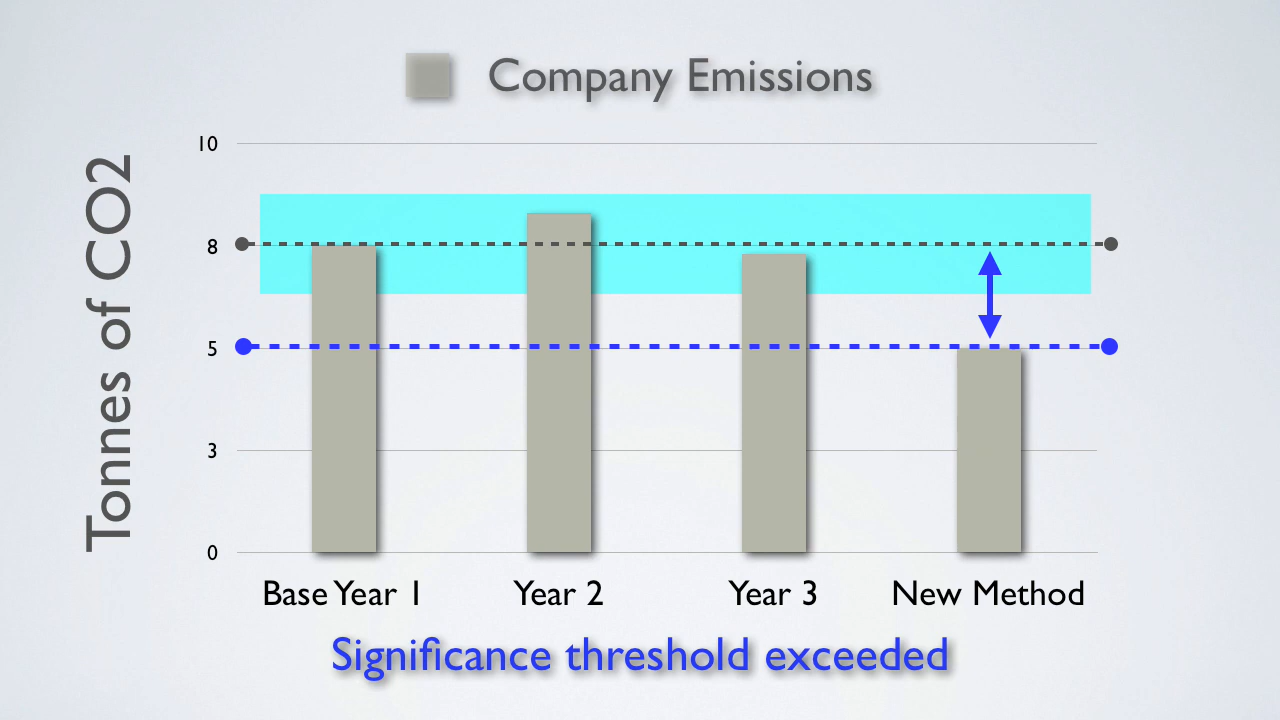 Company Emissions
Tonnes of CO2
10
8
5
3
0
Base Year 1
Year 2
Year 3
New Method
Significance threshold exceeded